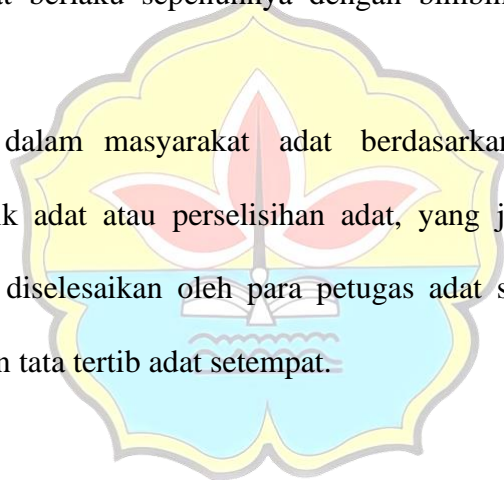 berlaku sepenuhnya dengan
dalam masyarakat adat berdasarkan
adat atau perselisihan adat, yang
diselesaikan oleh para petugas adat
tata tertib adat setempat.